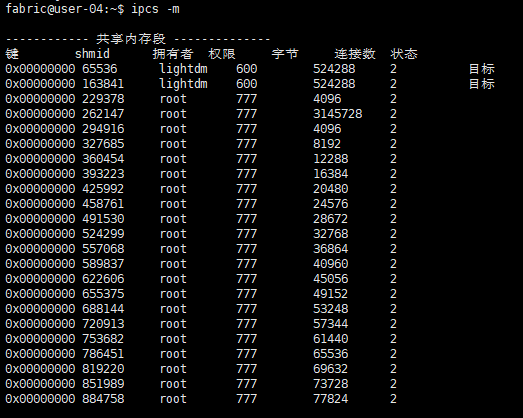 fabric@user-04:~$ ipcs -m
------------ 共享内存段 --------------
键 shmid 拥有者 权限 字节 连接数 状态
0x00000000 65536 lightdm 600 524288 2 目标
0x00000000 163841 lightdm 600 524288 2 目标
0x00000000 229378 root 777 4096 2
0x00000000 262147 root 777 3145728 2
0x00000000 294916 root 777 4096 2
0x00000000 327685 root 777 8192 2
0x00000000 360454 root 777 12288 2
0x00000000 393223 root 777 16384 2
0x00000000 425992 root 777 20480 2
0x00000000 458761 root 777 24576 2
0x00000000 491530 root 777 28672 2
0x00000000 524299 root 777 32768 2
0x00000000 557068 root 777 36864 2
0x00000000 589837 root 777 40960 2
0x00000000 622606 root 777 45056 2
0x00000000 655375 root 777 49152 2
0x00000000 688144 root 777 53248 2
0x00000000 720913 root 777 57344 2
0x00000000 753682 root 777 61440 2
0x00000000 786451 root 777 65536 2
0x00000000 819220 root 777 69632 2
0x00000000 851989 root 777 73728 2
0x00000000 884758 root 777 77824 2